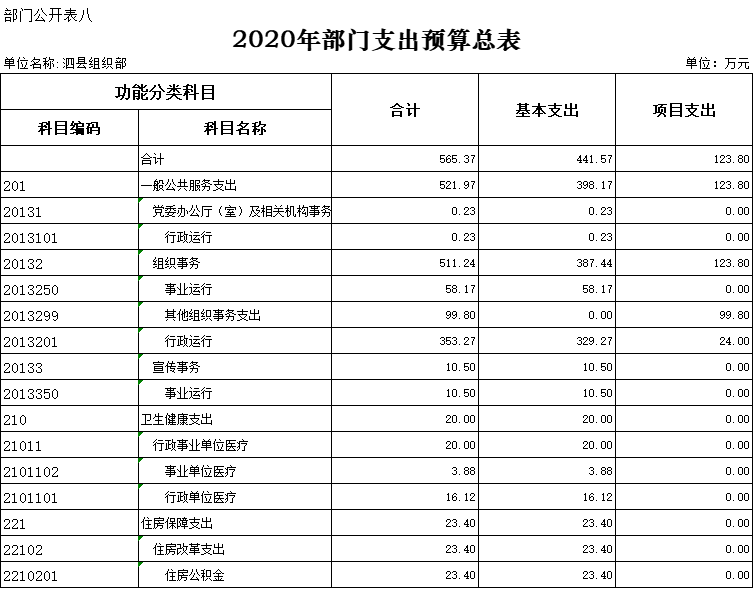 部门公开表八
2020年部门支出预算总表
单位名称:泗县组织部 单位：万元
功能分类科目 合计 基本支出 项目支出
科目编码 科目名称
合计 565.37 441.57 123.80
201 一般公共服务支出 521.97 398.17 123.80
20131 党委办公厅（室）及相关机构事务 0.23 0.23 0.00
2013101 行政运行 0.23 0.23 0.00
20132 组织事务 511.24 387.44 123.80
2013250 事业运行 58.17 58.17 0.00
2013299 其他组织事务支出 99.80 0.00 99.80
2013201 行政运行 353.27 329.27 24.00
20133 宣传事务 10.50 10.50 0.00
2013350 事业运行 10.50 10.50 0.00
210 卫生健康支出 20.00 20.00 0.00
21011 行政事业单位医疗 20.00 20.00 0.00
2101102 事业单位医疗 3.88 3.88 0.00
2101101 行政单位医疗 16.12 16.12 0.00
221 住房保障支出 23.40 23.40 0.00
22102 住房改革支出 23.40 23.40 0.00
2210201 住房公积金 23.40 23.40 0.00